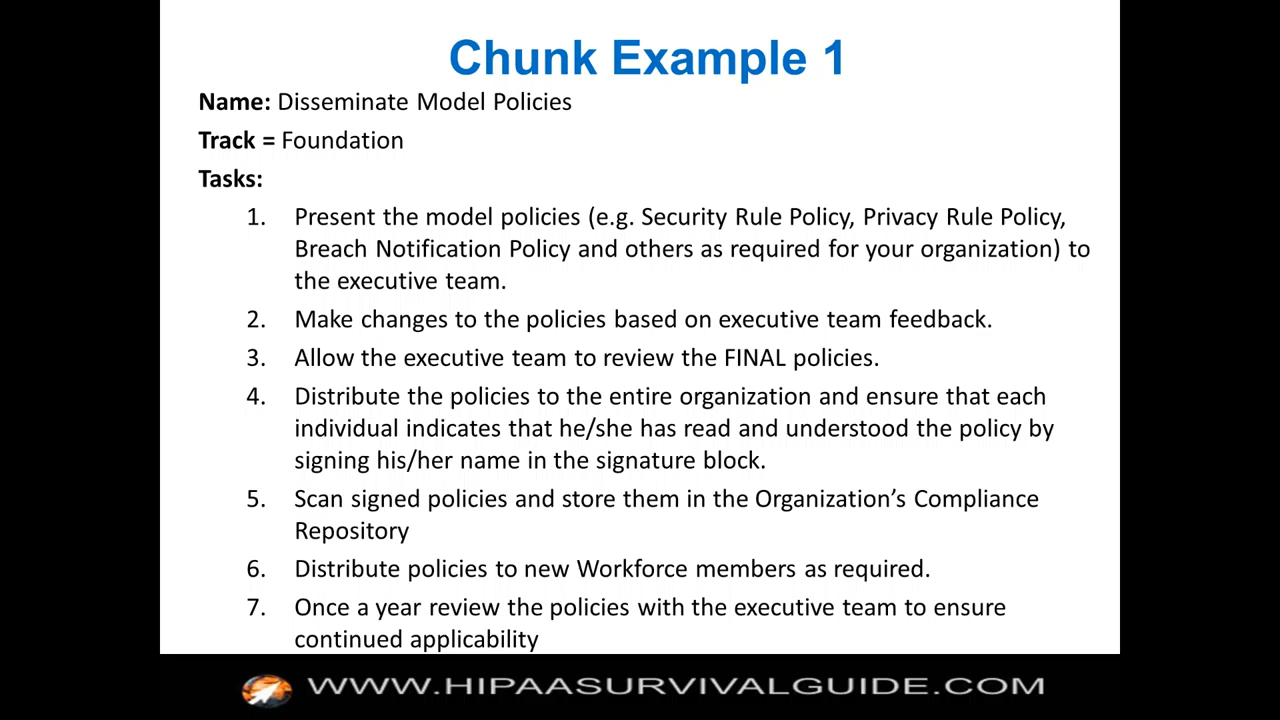 Chunk Example 1
Name: Disseminate Model Policies
Track = Foundation
Tasks:
1. Present the model policies (e.g. Security Rule Policy, Privacy Rule Policy,
Breach Notification Policy and others as required for your organization) to
the executive team.
2. Make changes to the policies based on executive team feedback.
3. Allow the executive team to review the FINAL policies.
4. Distribute the policies to the entire organization and ensure that each
individual indicates that he/she has read and understood the policy by
signing his/her name in the signature block.
5. Scan signed policies and store them in the Organization’s Compliance
Repository
6. Distribute policies to new Workforce members as required.
7. Once a year review the policies with the executive team to ensure
continued applicability
WWW.HIPAASURVIVALGUIDE.COM